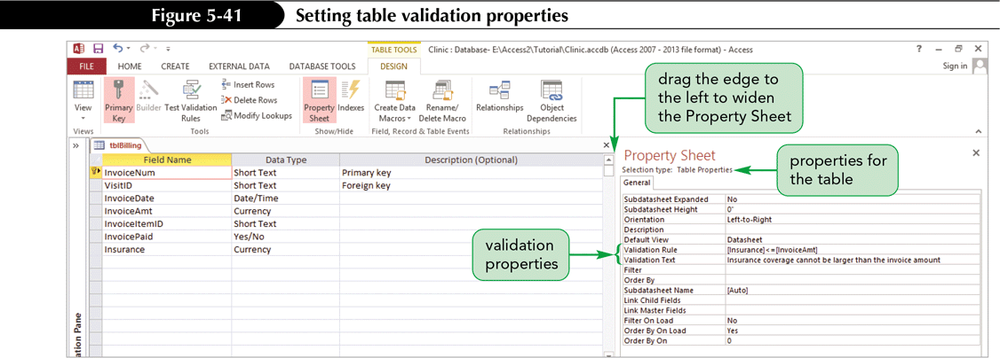 Figure 5-41 Setting table validation properties
Clinic : Database- E:\Access2\Tutorial\Clinic.accdb (Access 2007 - 2013 file format) - Access
TABLE TOOLS
FILE HOME CREATE EXTERNAL DATA DATABASE TOOLS DESIGN
Sign in
View
Primary Key
Builder
Test Validation Rules
Insert Rows
Delete Rows
Modify Lookups
Property Sheet
Indexes
Create Data Macros
Rename/ Delete Macro
Relationships
Object Dependencies
Views Tools Show/Hide Field, Record & Table Events Relationships
drag the edge to
the left to widen
the Property Sheet
tblBilling
Field Name Data Type Description (Optional)
InvoiceNum Short Text Primary key
VisitID Short Text Foreign key
InvoiceDate Date/Time
InvoiceAmt Currency
InvoiceItemID Short Text
InvoicePaid Yes/No
Insurance Currency
validation
properties
ation Pane
Property Sheet
Selection type: Table Properties
properties for
the table
General
Subdatasheet Expanded No
Subdatasheet Height 0"
Orientation Left-to-Right
Description
Default View Datasheet
Validation Rule [Insurance]<=[InvoiceAmt]
Validation Text Insurance coverage cannot be larger than the invoice amount
Filter
Order By
Subdatasheet Name [Auto]
Link Child Fields
Link Master Fields
Filter On Load No
Order By On Load Yes
Order By On 0